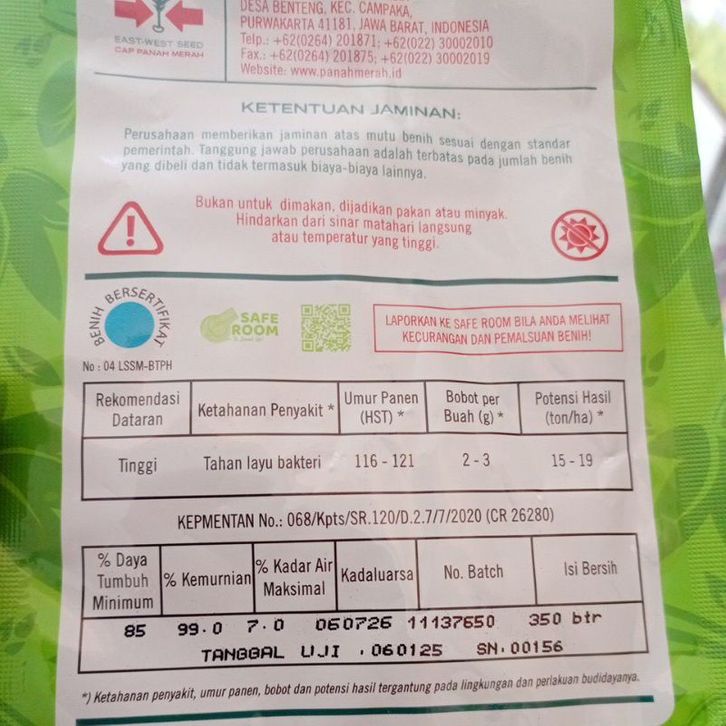 EAST-WEST SEED
CAP PANAH MERAH
DESA BENTENG, KEC. CAMPAKA,
PURWAKARTA 41181, JAWA BARAT, INDONESIA
Telp.: +62(0264) 201871; +62(022) 30002010
Fax.: +62(0264) 201875; +62(022) 30002019
Website: www.panahmerah.id
KETENTUAN JAMINAN:
Perusahaan memberikan jaminan atas mutu benih sesuai dengan standar
pemerintah. Tanggung jawab perusahaan adalah terbatas pada jumlah benih
yang dibeli dan tidak termasuk biaya-biaya lainnya.
Bukan untuk dimakan, dijadikan pakan atau minyak.
Hindarkan dari sinar matahari langsung
atau temperatur yang tinggi.
BENIH BERSERTIFIKAT
No : 04 LSSM-BTPH
SAFE
ROOM
LAPORKAN KE SAFE ROOM BILA ANDA MELIHAT
KECURANGAN DAN PEMALSUAN BENIH!
Rekomendasi Dataran Ketahanan Penyakit * Umur Panen (HST) * Bobot per Buah (g) * Potensi Hasil (ton/ha) *
Tinggi Tahan layu bakteri 116 - 121 2 - 3 15 - 19
KEPMENTAN No.: 068/Kpts/SR.120/D.2.7/7/2020 (CR 26280)
% Daya Tumbuh Minimum % Kemurnian % Kadar Air Maksimal Kadaluarsa No. Batch Isi Bersih
85 99.0 7.0 060726 11137650 350 btr
TANGGAL UJI . 060125 SN. 00156
*) Ketahanan penyakit, umur panen, bobot dan potensi hasil tergantung pada lingkungan dan perlakuan budidayanya.